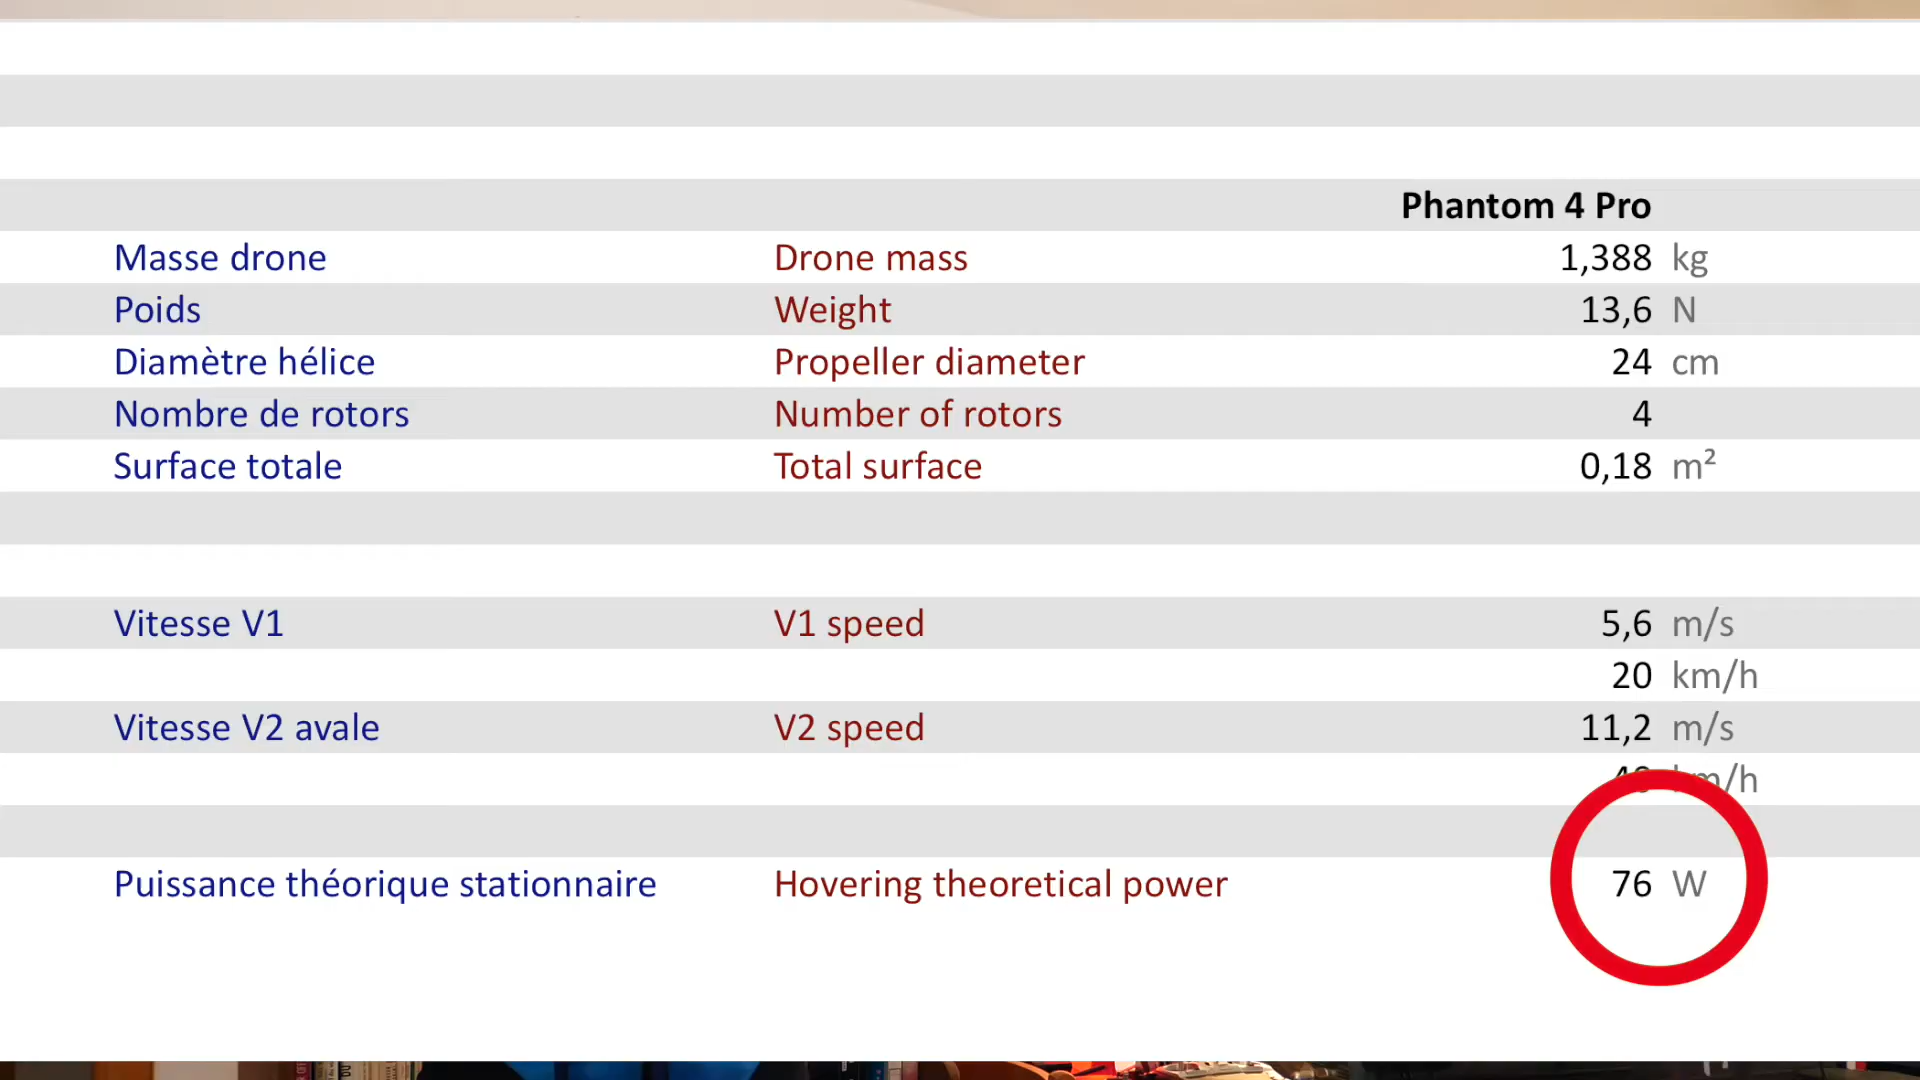 Phantom 4 Pro
Masse drone Drone mass 1,388 kg
Poids Weight 13,6 N
Diamètre hélice Propeller diameter 24 cm
Nombre de rotors Number of rotors 4
Surface totale Total surface 0,18 m²
Vitesse V1 V1 speed 5,6 m/s
20 km/h
Vitesse V2 avale V2 speed 11,2 m/s
km/h
Puissance théorique stationnaire Hovering theoretical power 76 W